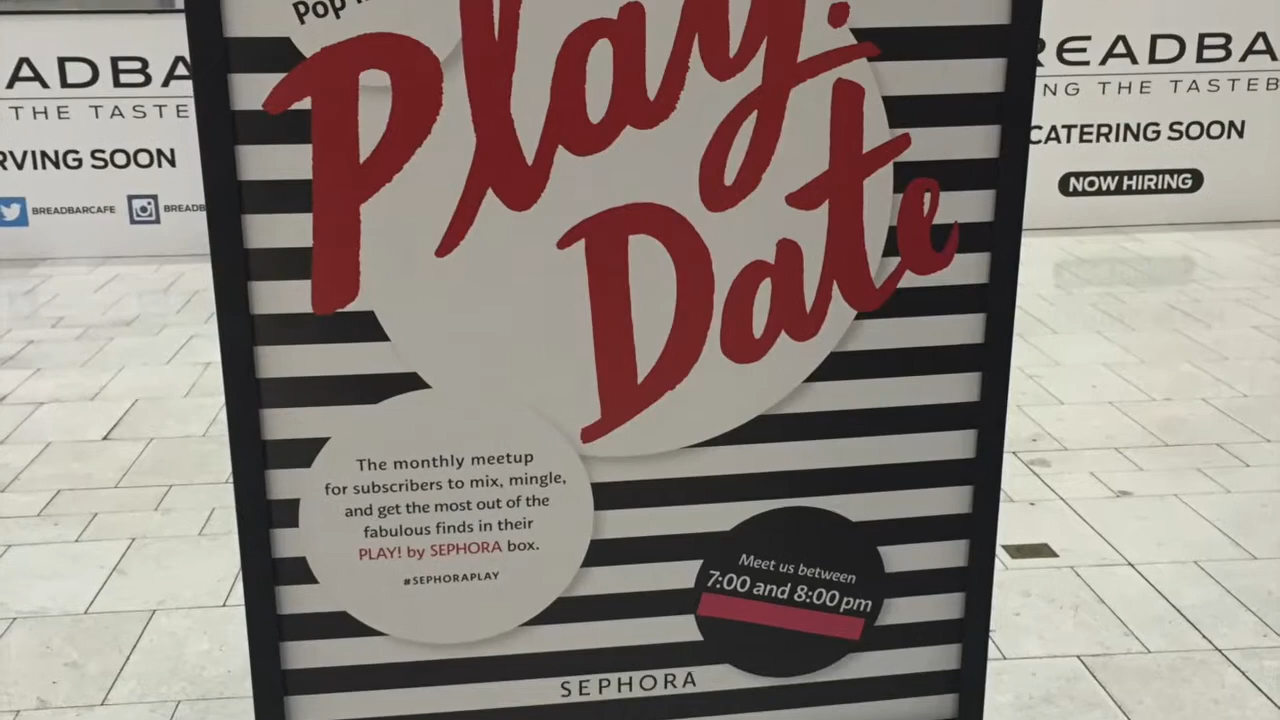 Pop
Play!
Date
The monthly meetup
for subscribers to mix, mingle,
and get the most out of the
fabulous finds in their
PLAY! by SEPHORA box.
#SEPHORAPLAY
Meet us between
7:00 and 8:00 pm
SEPHORA
ADBA
THE TASTE
RVING SOON
BREADBARCAFE
BREADB
READBA
NG THE TASTEB
CATERING SOON
NOW HIRING